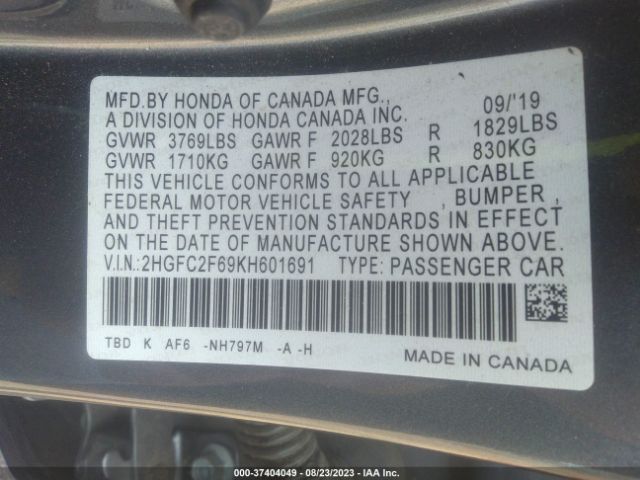 MFD.BY HONDA OF CANADA MFG., 09/'19
A DIVISION OF HONDA CANADA INC.
GVWR 3769LBS GAWR F 2028LBS R 1829LBS
GVWR 1710KG GAWR F 920KG R 830KG
THIS VEHICLE CONFORMS TO ALL APPLICABLE
FEDERAL MOTOR VEHICLE SAFETY , BUMPER ,
AND THEFT PREVENTION STANDARDS IN EFFECT
ON THE DATE OF MANUFACTURE SHOWN ABOVE.
V.I.N.:2HGFC2F69KH601691 TYPE: PASSENGER CAR
TBD K AF6 -NH797M -A -H
MADE IN CANADA
000-37404049 - 08/23/2023 - IAA Inc.